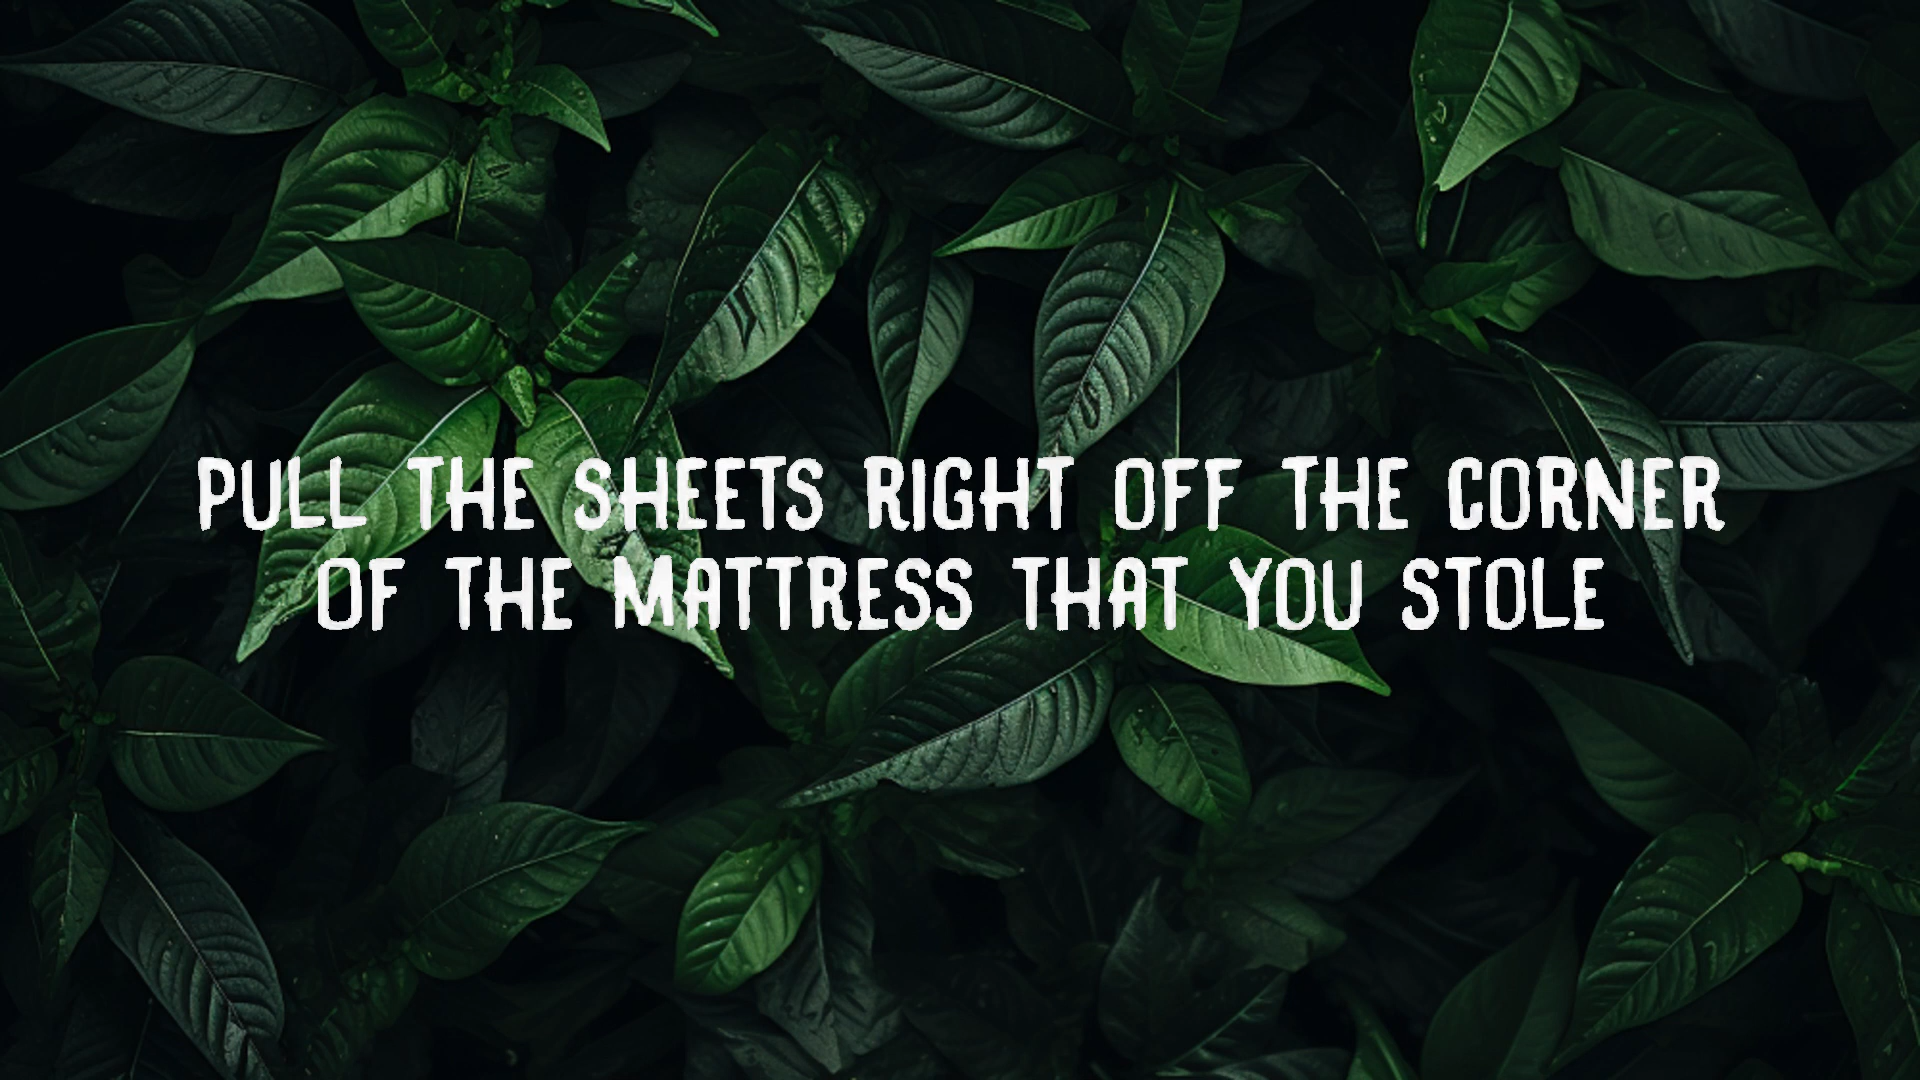 PULL THE SHEETS RIGHT OFF THE CORNER
OF THE MATTRESS THAT YOU STOLE